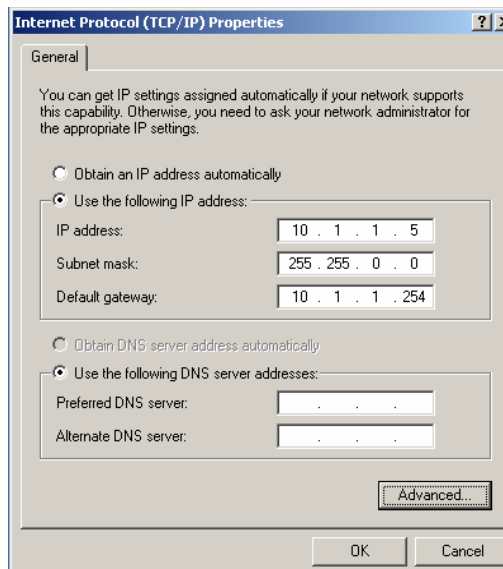 Internet Protocol (TCP/IP) Properties
General
You can get IP settings assigned automatically if your network supports
this capability. Otherwise, you need to ask your network administrator for
the appropriate IP settings.
Obtain an IP address automatically
Use the following IP address:
IP address: 10 . 1 . 1 . 5
Subnet mask: 255 . 255 . 0 . 0
Default gateway: 10 . 1 . 1 . 254
Obtain DNS server address automatically
Use the following DNS server addresses:
Preferred DNS server: . . .
Alternate DNS server: . . .
Advanced...
OK Cancel